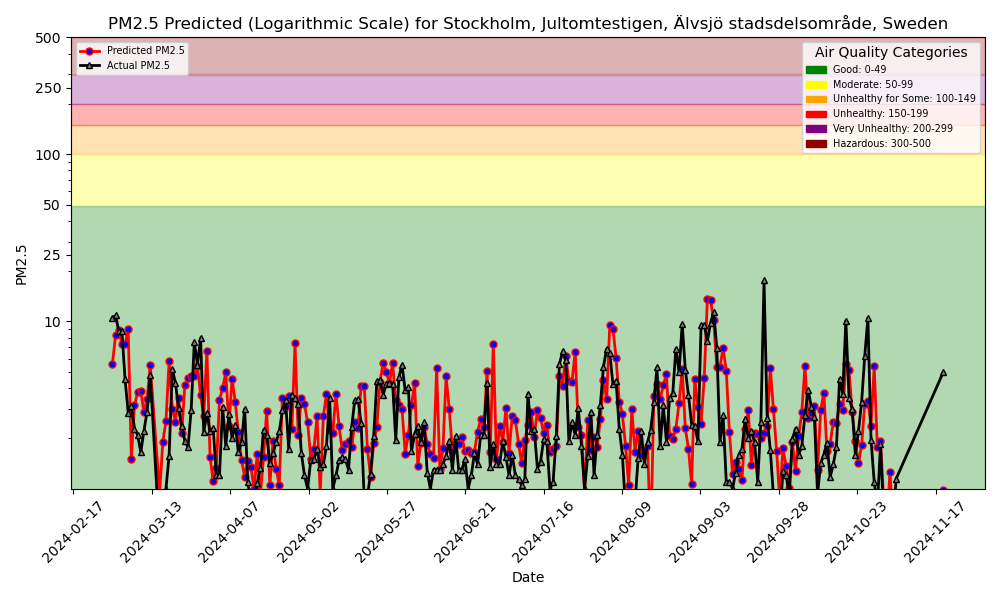 PM2.5 Predicted (Logarithmic Scale) for Stockholm, Jultomtestigen, Älvsjö stadsdelsområde, Sweden
Predicted PM2.5
Actual PM2.5
Air Quality Categories
Good: 0-49
Moderate: 50-99
Unhealthy for Some: 100-149
Unhealthy: 150-199
Very Unhealthy: 200-299
Hazardous: 300-500
PM2.5
500
250
100
50
25
10
2024-02-17
2024-03-13
2024-04-07
2024-05-02
2024-05-27
2024-06-21
2024-07-16
2024-08-09
2024-09-03
2024-09-28
2024-10-23
2024-11-17
Date